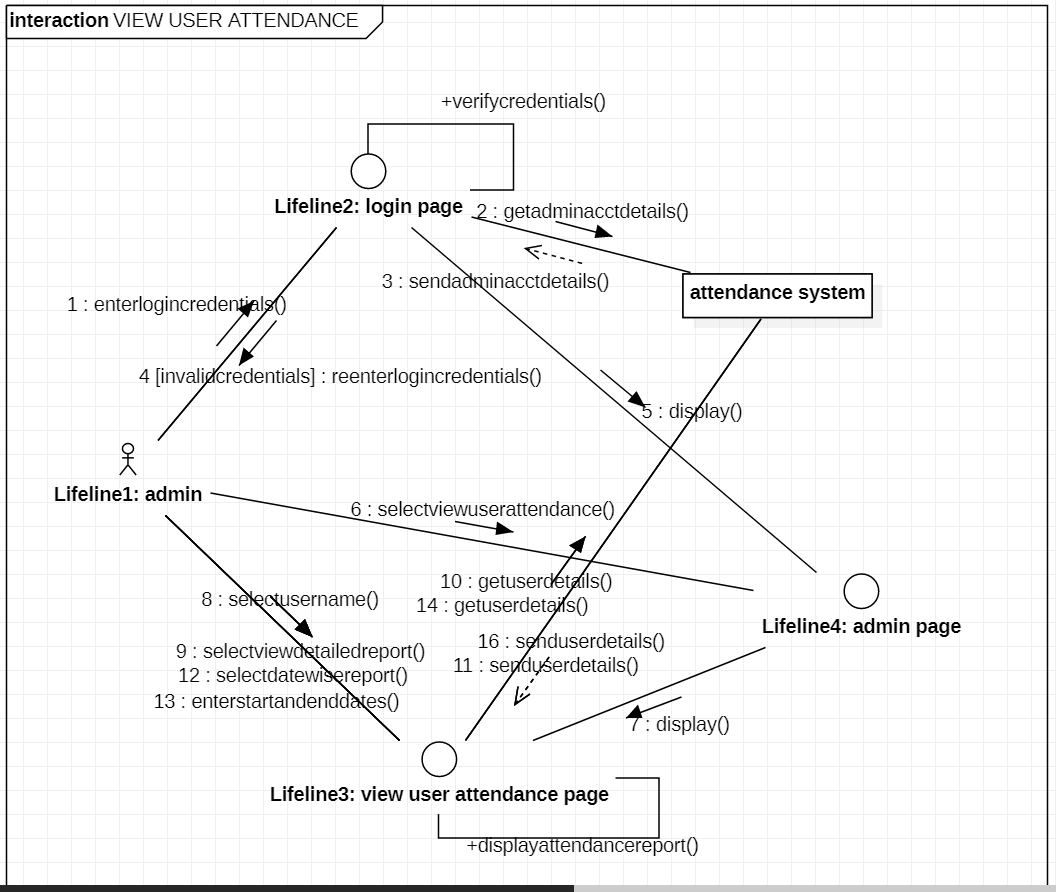 interaction VIEW USER ATTENDANCE
+verifycredentials()
Lifeline2: login page
2 : getadminacctdetails()
3 : sendadminacctdetails()
attendance system
1 : enterlogincredentials()
4 [invalidcredentials] : reenterlogincredentials()
5 : display()
Lifeline1: admin
6 : selectviewuserattendance()
10 : getuserdetails()
14 : getuserdetails()
8 : selectusername()
16 : senduserdetails()
11 : senduserdetails()
Lifeline4: admin page
9 : selectviewdetailedreport()
12 : selectdatewisereport()
13 : enterstartandenddates()
7 : display()
Lifeline3: view user attendance page
+displayattendancereport()